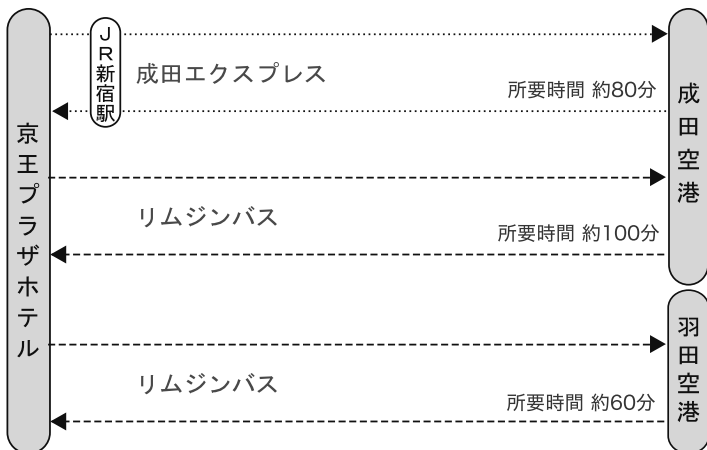 京王プラザホテル
JR新宿駅
成田エクスプレス
所要時間 約80分
リムジンバス
所要時間 約100分
成田空港
リムジンバス
所要時間 約60分
羽田空港